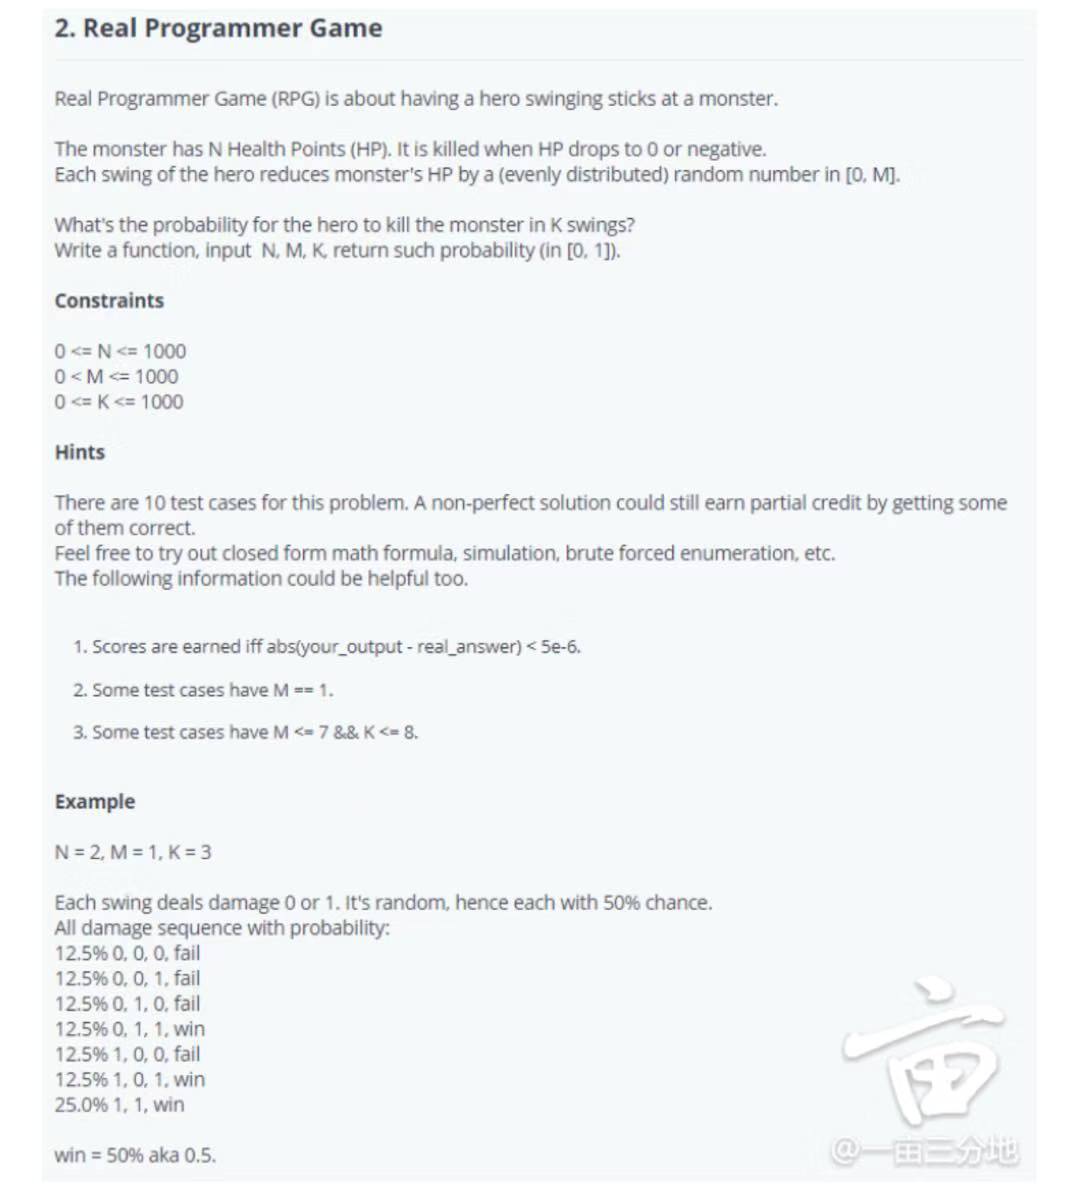 2. Real Programmer Game
Real Programmer Game (RPG) is about having a hero swinging sticks at a monster.
The monster has N Health Points (HP). It is killed when HP drops to 0 or negative.
Each swing of the hero reduces monster's HP by a (evenly distributed) random number in [0, M].
What's the probability for the hero to kill the monster in K swings?
Write a function, input  N, M, K, return such probability (in [0, 1]).
Constraints
0 <= N <= 1000
0 < M <= 1000
0 <= K <= 1000
Hints
There are 10 test cases for this problem. A non-perfect solution could still earn partial credit by getting some
of them correct.
Feel free to try out closed form math formula, simulation, brute forced enumeration, etc.
The following information could be helpful too.
1. Scores are earned iff abs(your_output - real_answer) < 5e-6.
2. Some test cases have M == 1.
3. Some test cases have M <= 7 && K <= 8.
Example
N = 2, M = 1, K = 3
Each swing deals damage 0 or 1. It's random, hence each with 50% chance.
All damage sequence with probability:
12.5% 0, 0, 0, fail
12.5% 0, 0, 1, fail
12.5% 0, 1, 0, fail
12.5% 0, 1, 1, win
12.5% 1, 0, 0, fail
12.5% 1, 0, 1, win
25.0% 1, 1, win
win = 50% aka 0.5.
亩
@一亩三分地